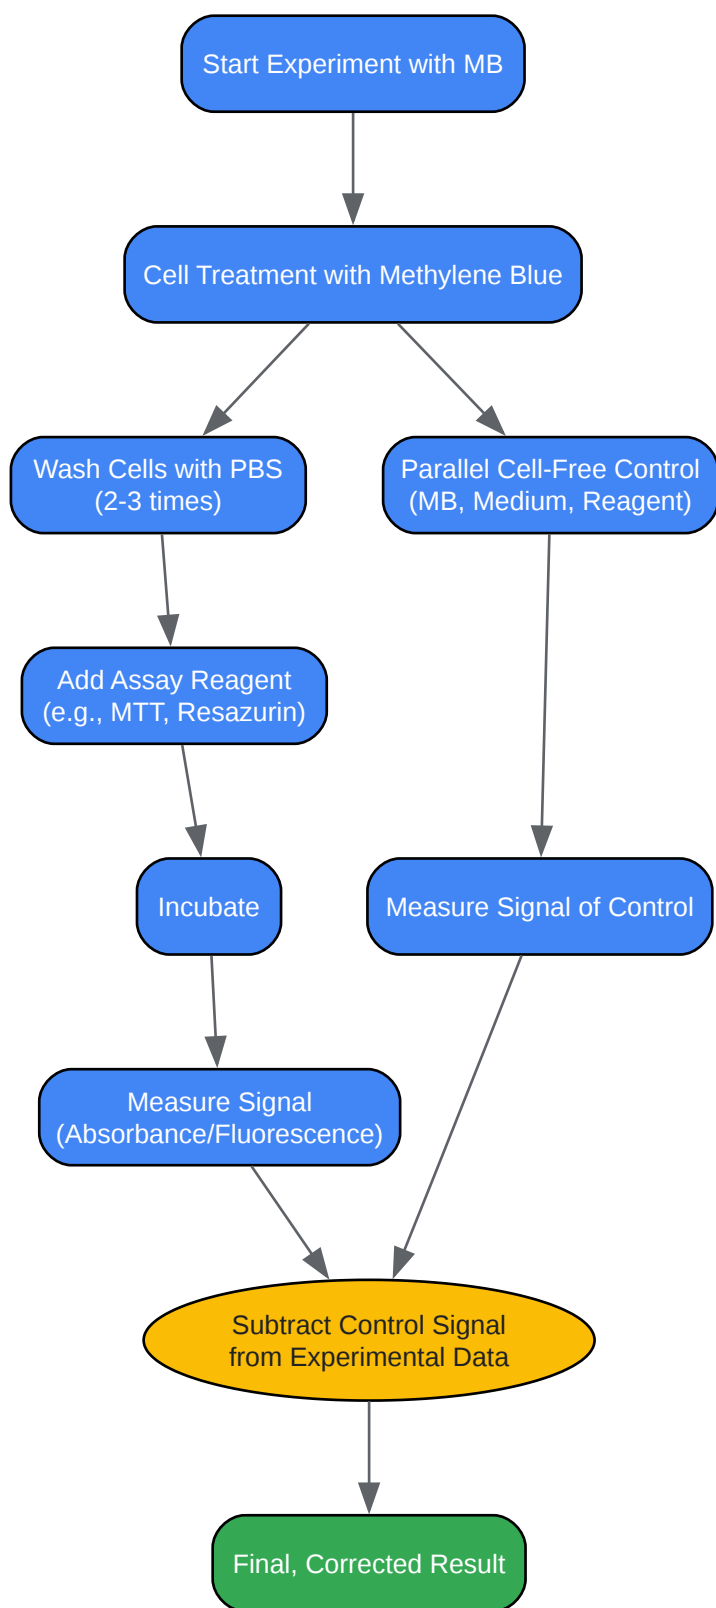 Start Experiment with MB
Cell Treatment with Methylene Blue
Wash Cells with PBS
(2-3 times)
Parallel Cell-Free Control
(MB, Medium, Reagent)
Add Assay Reagent
(e.g., MTT, Resazurin)
Incubate
Measure Signal of Control
Measure Signal
(Absorbance/Fluorescence)
Subtract Control Signal
from Experimental Data
Final, Corrected Result